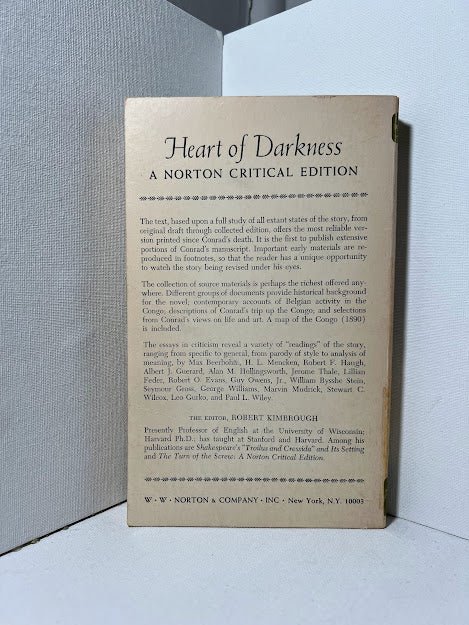 Heart of Darkness
A NORTON CRITICAL EDITION
The text, based upon a full study of all extant states of the story, from
original draft through collected edition, offers the most reliable ver-
sion printed since Conrad's death. It is the first to publish extensive
portions of Conrad's manuscript. Important early materials are re-
produced in footnotes, so that the reader has a unique opportunity
to watch the story being revised under his eyes.
The collection of source materials is perhaps the richest offered any-
where. Different groups of documents provide historical background
for the novel; contemporary accounts of Belgian activity in the
Congo; descriptions of Conrad's trip up the Congo; and selections
from Conrad's views on life and art. A map of the Congo (1890)
is included.
The essays in criticism reveal a variety of "readings" of the story,
ranging from specific to general, from parody of style to analysis of
meaning, by Max Beerbohm, H. L. Mencken, Robert F. Haugh,
Albert J. Guerard, Alan M. Hollingsworth, Jerome Thale, Lillian
Feder, Robert O. Evans, Guy Owens, Jr., William Bysshe Stein,
Seymour Gross, George Williams, Marvin Mudrick, Stewart C.
Wilcox, Leo Gurko, and Paul L. Wiley.
THE EDITOR, ROBERT KIMBROUGH
Presently Professor of English at the University of Wisconsin;
Harvard Ph.D.; has taught at Stanford and Harvard. Among his
publications are Shakespeare's "Troilus and Cressida" and Its Setting
and The Turn of the Screw: A Norton Critical Edition.
W · W · NORTON & COMPANY · INC · New York, N.Y. 10003